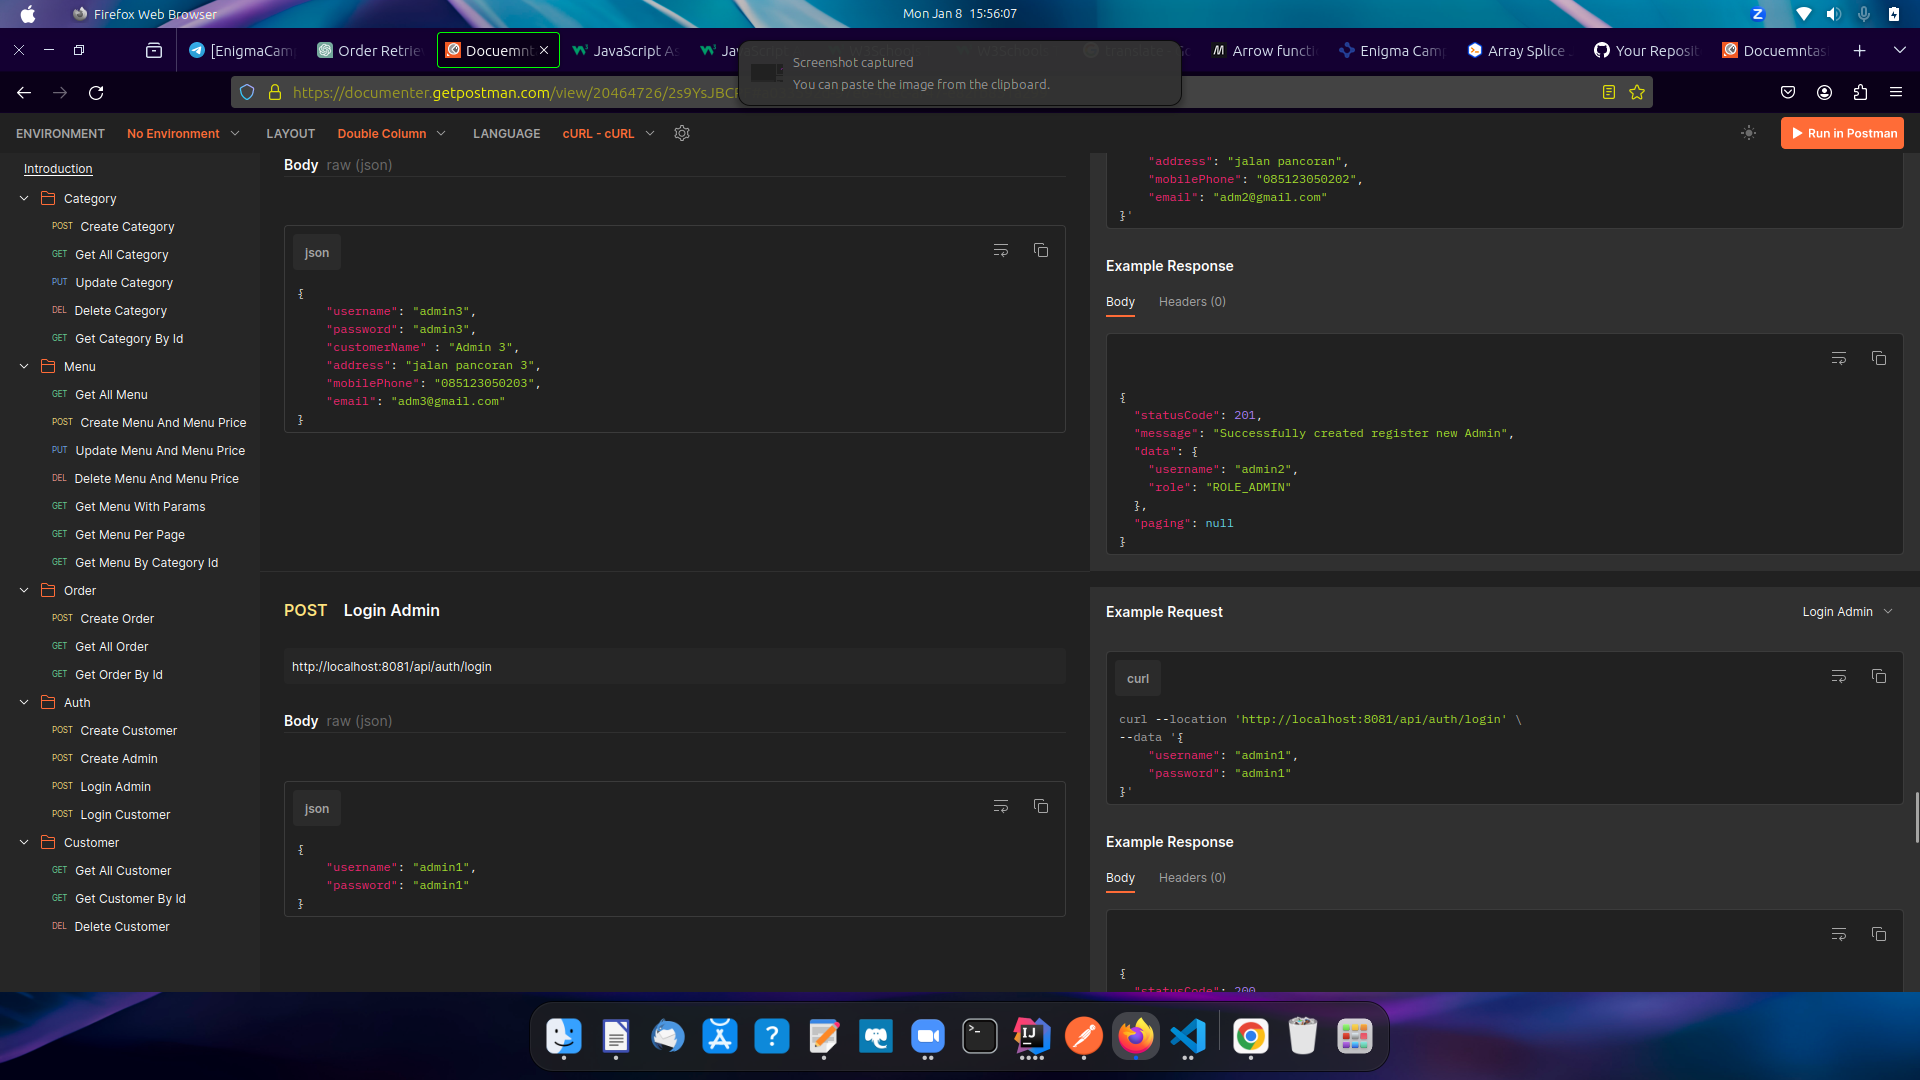 Firefox Web Browser
Mon Jan 8 15:56:07
[EnigmaCam
Order Retrie
Docuemnt
JavaScript As
Arrow functi
Enigma Cam
Array Splice
Your Reposit
Docuemntas
Screenshot captured
You can paste the image from the clipboard.
https://documenter.getpostman.com/view/20464726/2s9YsJBC
ENVIRONMENT No Environment LAYOUT Double Column LANGUAGE cURL - cURL
Run in Postman
Introduction
Category
POST Create Category
GET Get All Category
PUT Update Category
DEL Delete Category
GET Get Category By Id
Menu
GET Get All Menu
POST Create Menu And Menu Price
PUT Update Menu And Menu Price
DEL Delete Menu And Menu Price
GET Get Menu With Params
GET Get Menu Per Page
GET Get Menu By Category Id
Order
POST Create Order
GET Get All Order
GET Get Order By Id
Auth
POST Create Customer
POST Create Admin
POST Login Admin
POST Login Customer
Customer
GET Get All Customer
GET Get Customer By Id
DEL Delete Customer
Body raw (json)
json
{
"username": "admin3",
"password": "admin3",
"customerName" : "Admin 3",
"address": "jalan pancoran 3",
"mobilePhone": "085123050203",
"email": "adm3@gmail.com"
}
POST Login Admin
http://localhost:8081/api/auth/login
Body raw (json)
json
{
"username": "admin1",
"password": "admin1"
}
"address": "jalan pancoran",
"mobilePhone": "085123050202",
"email": "adm2@gmail.com"
}'
Example Response
Body Headers (0)
{
"statusCode": 201,
"message": "Successfully created register new Admin",
"data": {
"username": "admin2",
"role": "ROLE_ADMIN"
},
"paging": null
}
Example Request
Login Admin
curl
curl --location 'http://localhost:8081/api/auth/login' \
--data '{
"username": "admin1",
"password": "admin1"
}'
Example Response
Body Headers (0)
{
"statusCode": 200